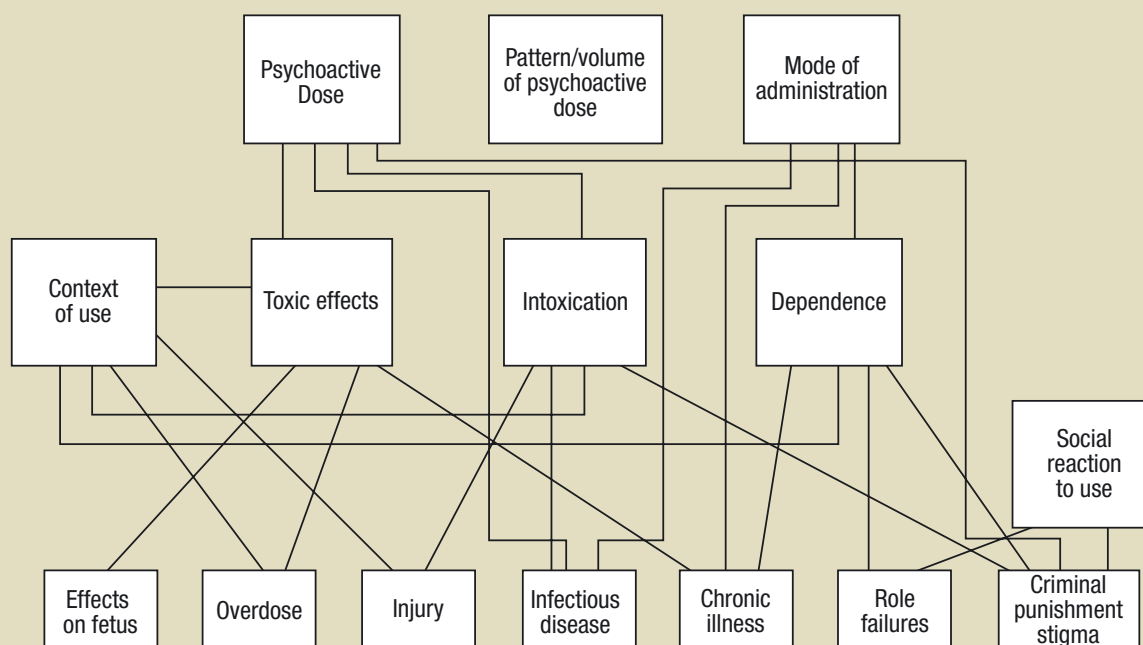 Psychoactive
Dose
Pattern/volume
of psychoactive
dose
Mode of
administration
Context
of use
Toxic effects
Intoxication
Dependence
Social
reaction
to use
Effects
on fetus
Overdose
Injury
Infectious
disease
Chronic
illness
Role
failures
Criminal
punishment
stigma